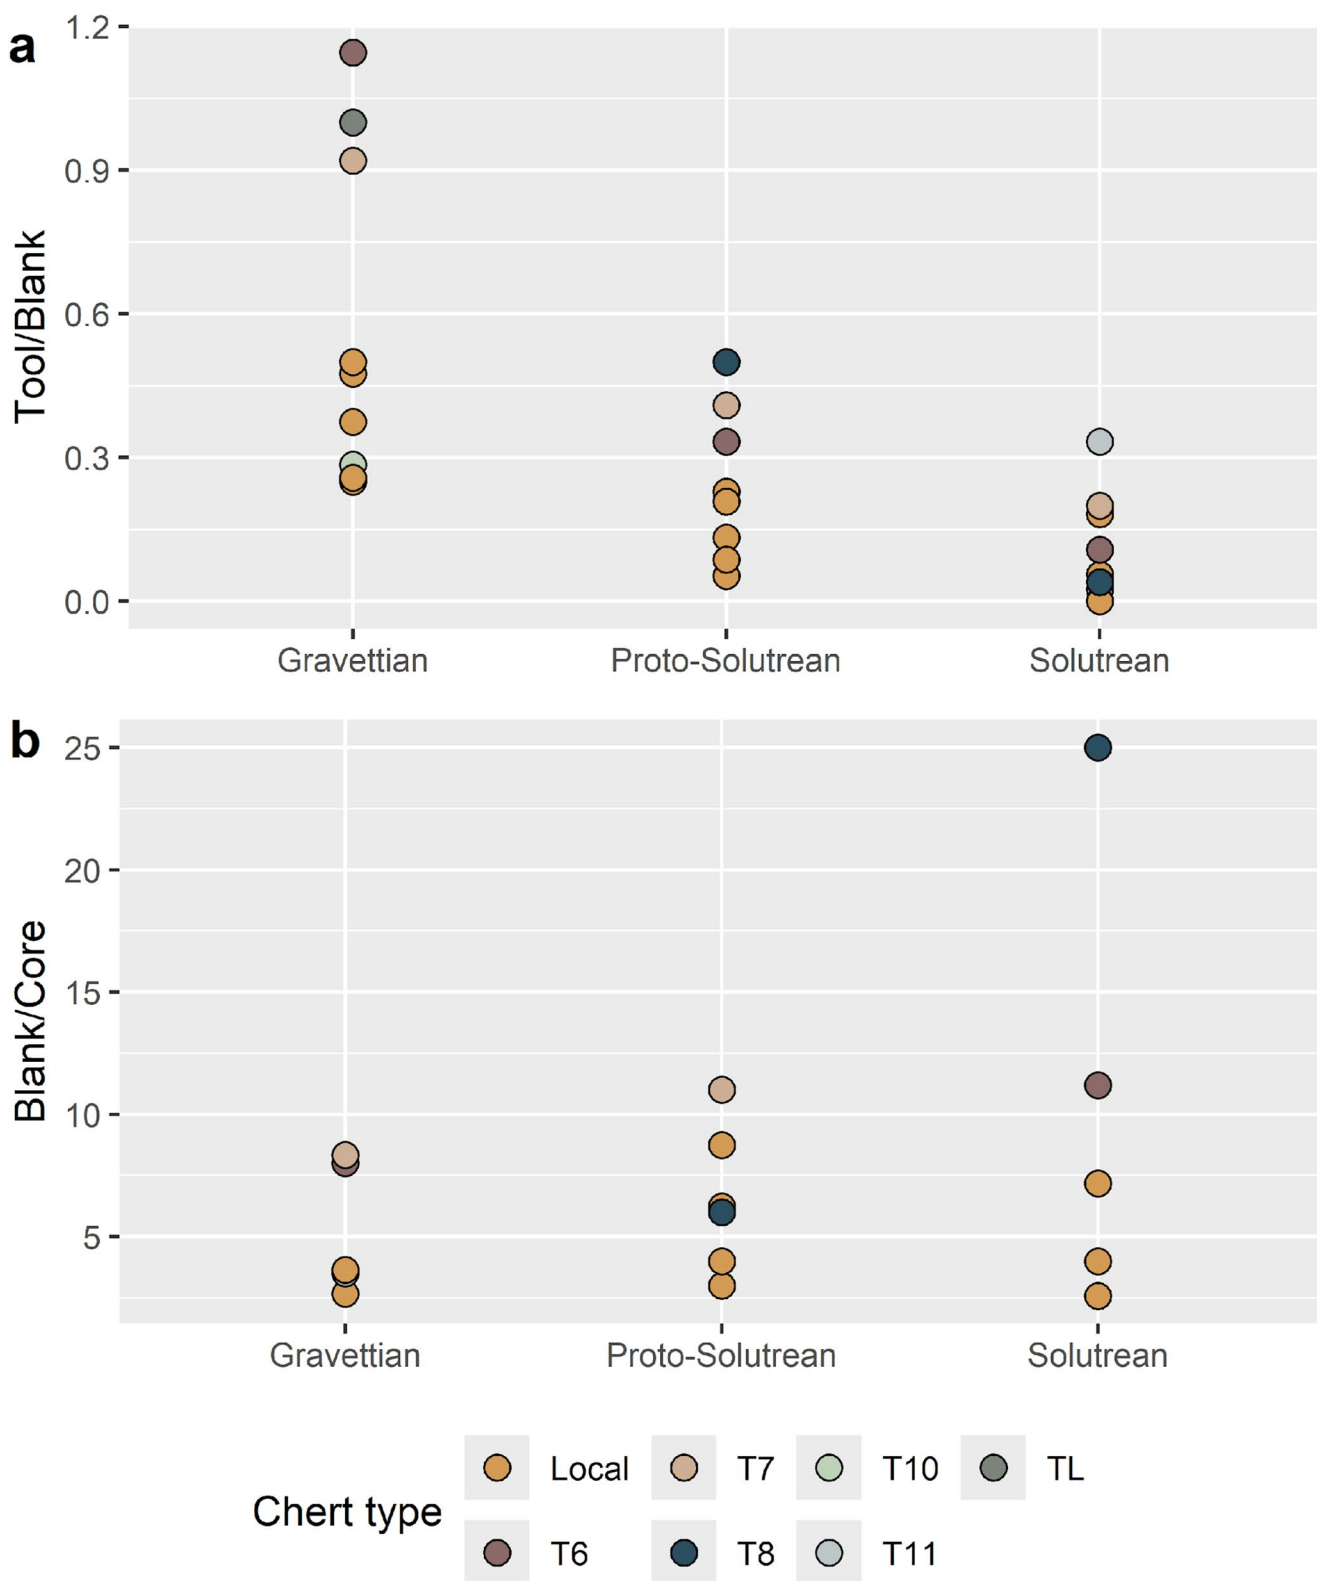 a
1.2
0.9
0.6
0.3
0.0
Tool/Blank
Gravettian Proto-Solutrean Solutrean
b
25
20
15
10
5
Blank/Core
Gravettian Proto-Solutrean Solutrean
Chert type
Local T7 T10 TL
T6 T8 T11